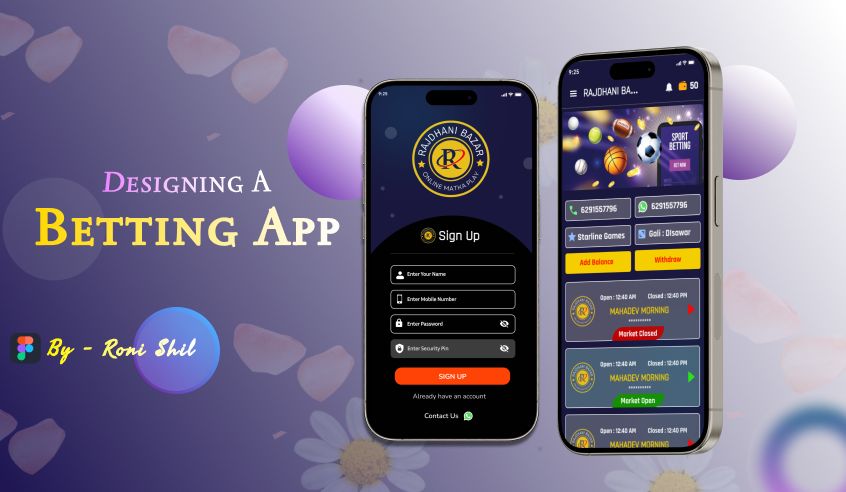 Designing A
Betting App
By - Roni Shil
9:25
RAJDHANI BAZAR
R
ONLINE MATKA PLAY
Sign Up
Enter Your Name
Enter Mobile Number
Enter Password
Enter Security Pin
SIGN UP
Already have an account
Contact Us
9:25
RAJDHANI BA...
50
SPORT
BETTING
BET NOW
6291557796
6291557796
Starline Games
Gali : DIsawar
Add Balance
Withdraw
Open : 12:40 AM
Closed : 12:40 PM
MAHADEV MORNING
**********
Market Closed
Open : 12:40 AM
Closed : 12:40 PM
MAHADEV MORNING
**********
Market Open
Open : 12:40 AM
Closed : 12:40 PM
MAHADEV MORNING